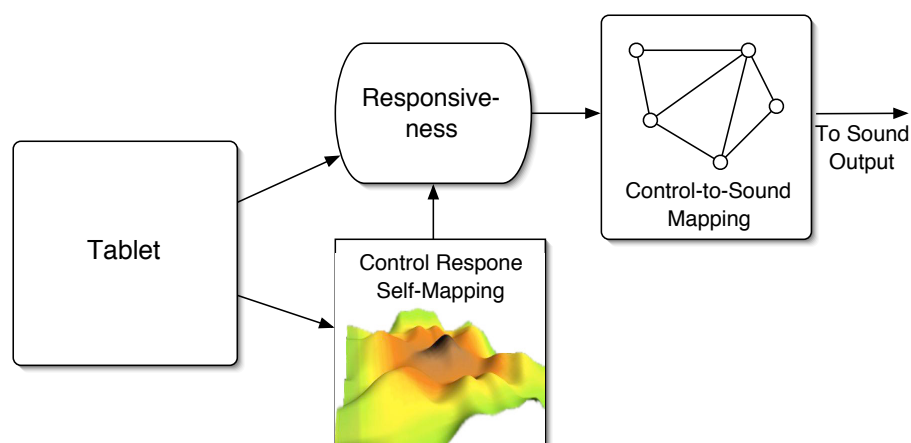 Tablet
Responsive-
ness
Control Respone
Self-Mapping
Control-to-Sound
Mapping
To Sound
Output